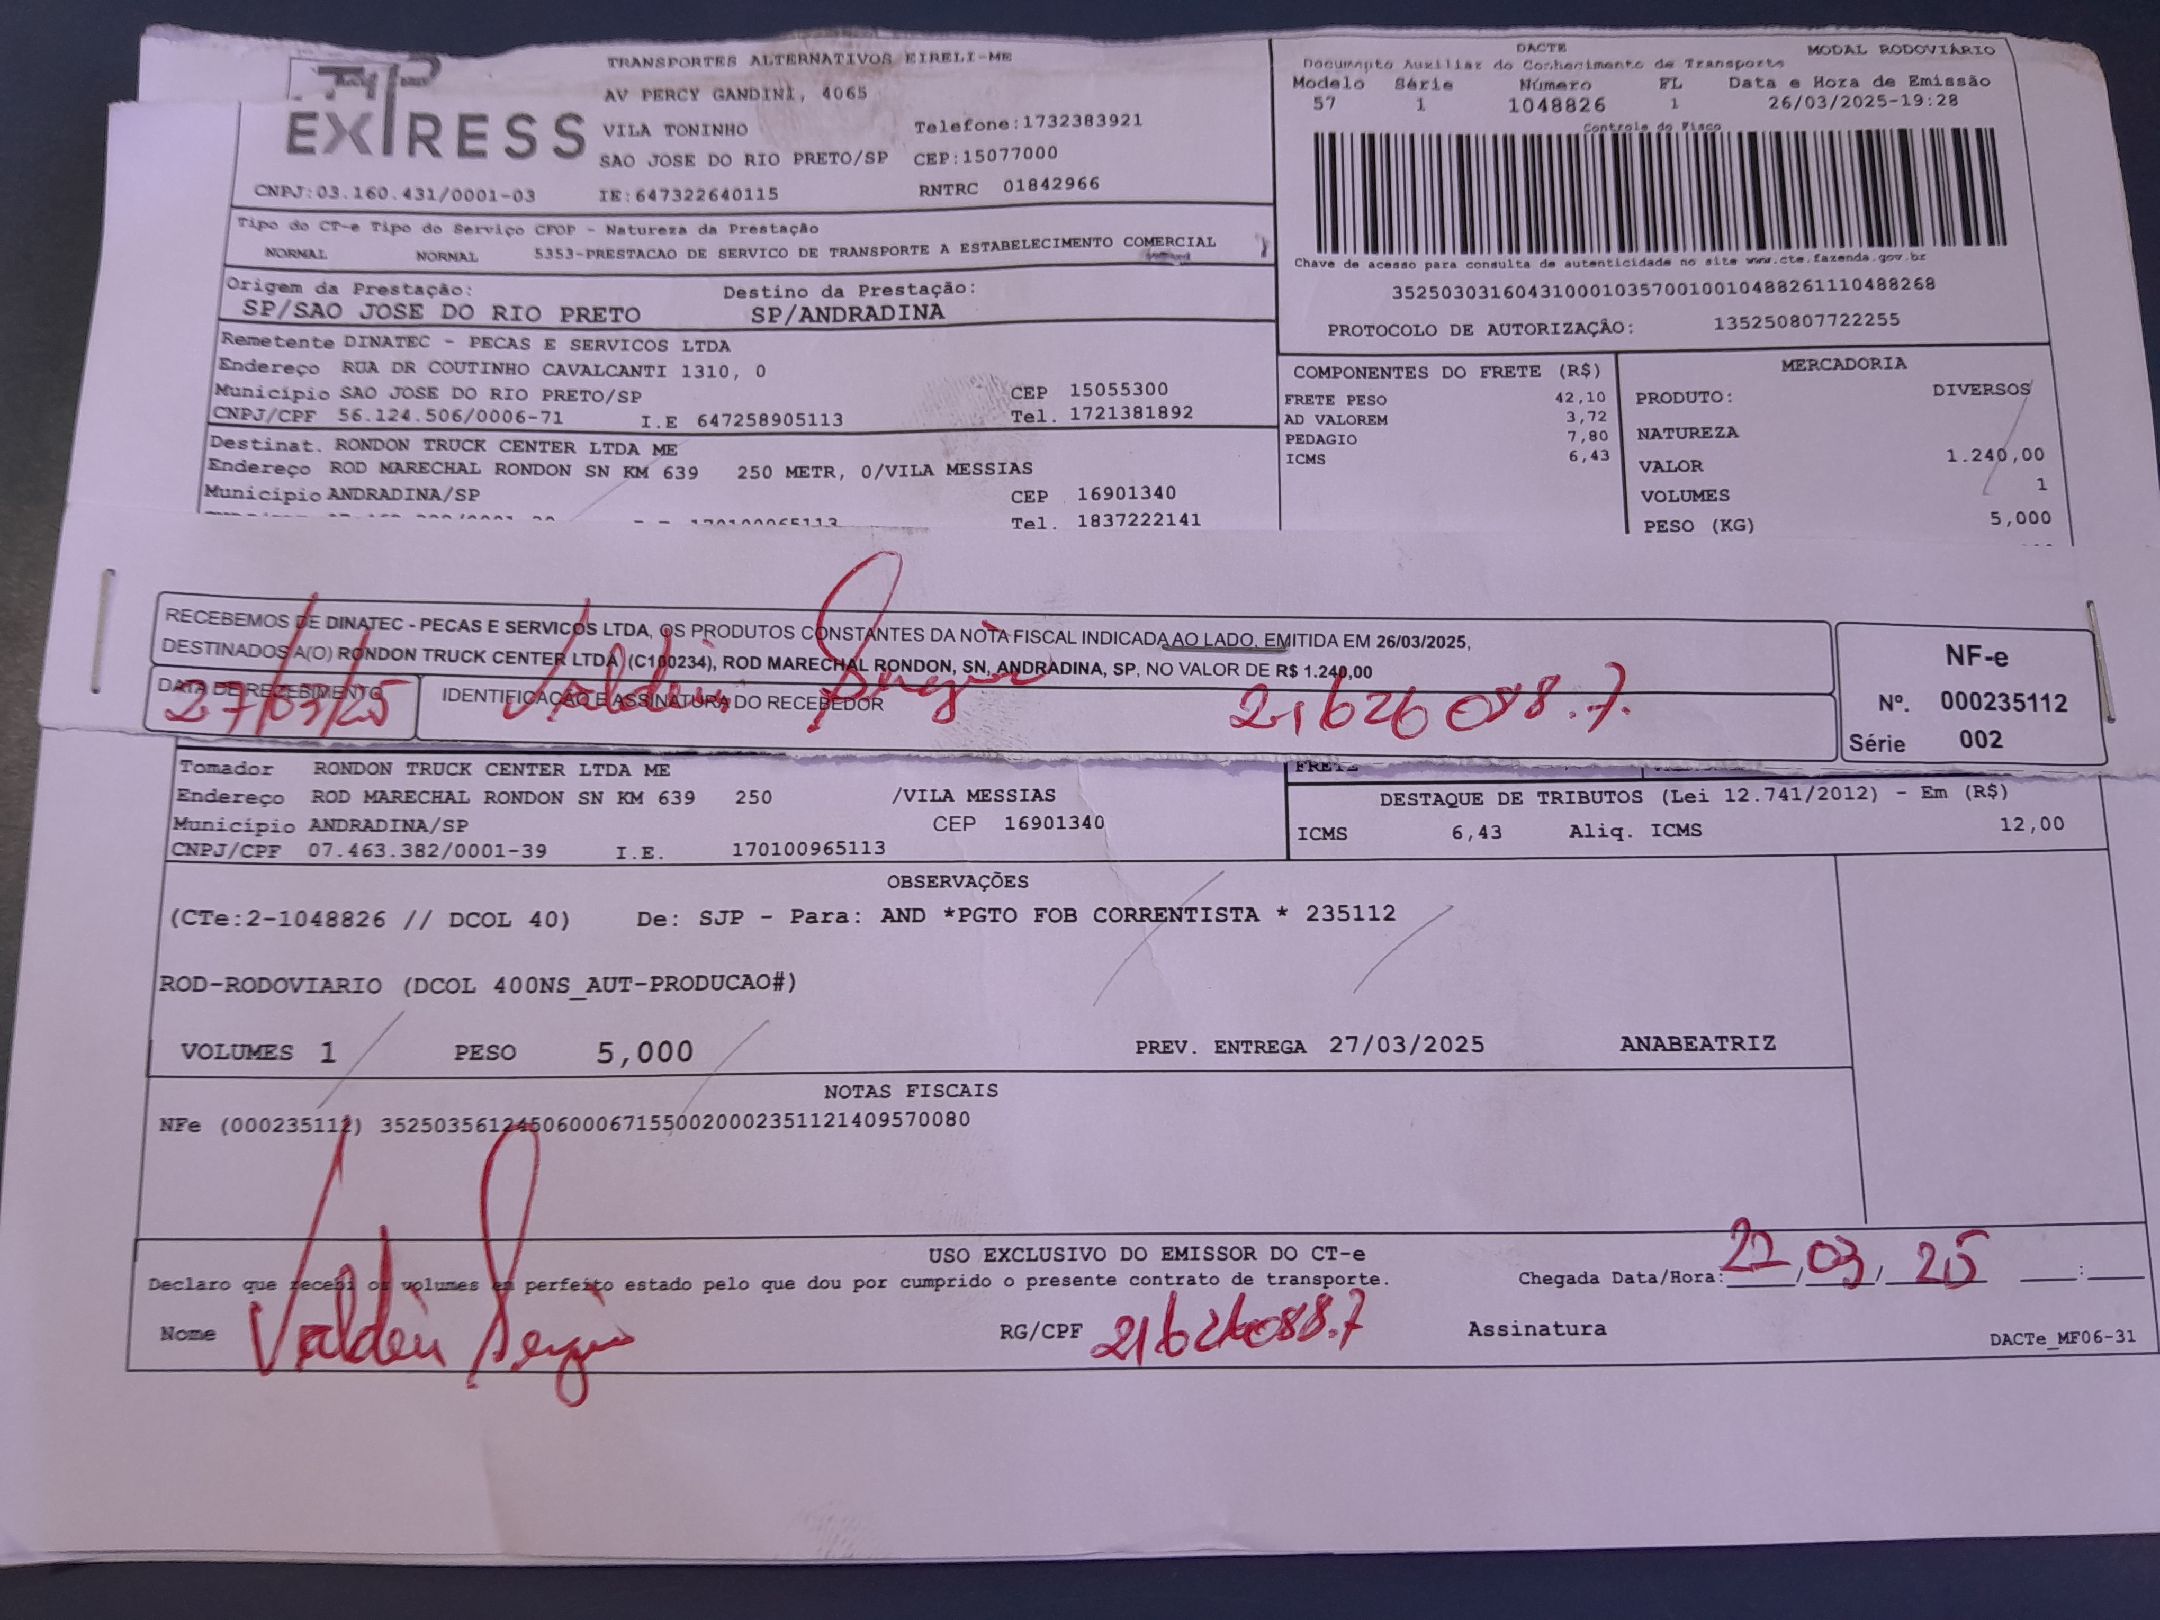 EXPRESS
TRANSPORTES ALTERNATIVOS EIRELI-ME
AV PERCY GANDINI, 4065
VILA TONINHO Telefone:1732383921
SAO JOSE DO RIO PRETO/SP CEP:15077000
CNPJ:03.160.431/0001-03 IE:647322640115 RNTRC 01842966
DACTE MODAL RODOVIÁRIO
Documento Auxiliar do Conhecimento de Transporte
Modelo Série Número FL Data e Hora de Emissão
57 1 1048826 1 26/03/2025-19:28
Controle do Fisco
Chave de acesso para consulta de autenticidade no site www.cte.fazenda.gov.br
35250303160431000103570010010488261110488268
PROTOCOLO DE AUTORIZAÇÃO: 135250807722255
Tipo do CT-e Tipo do Serviço CFOP - Natureza da Prestação
NORMAL NORMAL 5353-PRESTACAO DE SERVICO DE TRANSPORTE A ESTABELECIMENTO COMERCIAL
Origem da Prestação: Destino da Prestação:
SP/SAO JOSE DO RIO PRETO SP/ANDRADINA
Remetente DINATEC - PECAS E SERVICOS LTDA
Endereço RUA DR COUTINHO CAVALCANTI 1310, 0
Município SAO JOSE DO RIO PRETO/SP CEP 15055300
CNPJ/CPF 56.124.506/0006-71 I.E 647258905113 Tel. 1721381892
Destinat. RONDON TRUCK CENTER LTDA ME
Endereço ROD MARECHAL RONDON SN KM 639 250 METR, 0/VILA MESSIAS
Município ANDRADINA/SP CEP 16901340
170100965113 Tel. 1837222141
COMPONENTES DO FRETE (R$)
FRETE PESO 42,10
AD VALOREM 3,72
PEDAGIO 7,80
ICMS 6,43
MERCADORIA
PRODUTO: DIVERSOS
NATUREZA
VALOR 1.240,00
VOLUMES 1
PESO (KG) 5,000
RECEBEMOS DE DINATEC - PECAS E SERVICOS LTDA, OS PRODUTOS CONSTANTES DA NOTA FISCAL INDICADA AO LADO, EMITIDA EM 26/03/2025,
DESTINADOS A(O) RONDON TRUCK CENTER LTDA (C100234), ROD MARECHAL RONDON, SN, ANDRADINA, SP, NO VALOR DE R$ 1.240,00
DATA DE RECEBIMENTO IDENTIFICAÇÃO E ASSINATURA DO RECEBEDOR
27/03/25 Valdeir Sergio 21626088.7.
NF-e
Nº. 000235112
Série 002
Tomador RONDON TRUCK CENTER LTDA ME
Endereço ROD MARECHAL RONDON SN KM 639 250 /VILA MESSIAS
Município ANDRADINA/SP CEP 16901340
CNPJ/CPF 07.463.382/0001-39 I.E. 170100965113
FRETE
DESTAQUE DE TRIBUTOS (Lei 12.741/2012) - Em (R$)
ICMS 6,43 Aliq. ICMS 12,00
OBSERVAÇÕES
(CTe:2-1048826 // DCOL 40) De: SJP - Para: AND *PGTO FOB CORRENTISTA * 235112
ROD-RODOVIARIO (DCOL 400NS_AUT-PRODUCAO#)
VOLUMES 1 PESO 5,000 PREV. ENTREGA 27/03/2025 ANABEATRIZ
NOTAS FISCAIS
NFe (000235112) 35250356124506000671550020002351121409570080
USO EXCLUSIVO DO EMISSOR DO CT-e
Declaro que recebi os volumes em perfeito estado pelo que dou por cumprido o presente contrato de transporte. Chegada Data/Hora: 27/03/25 :
Nome Valdeir Sergio RG/CPF 21626088.7 Assinatura
DACTe_MF06-31